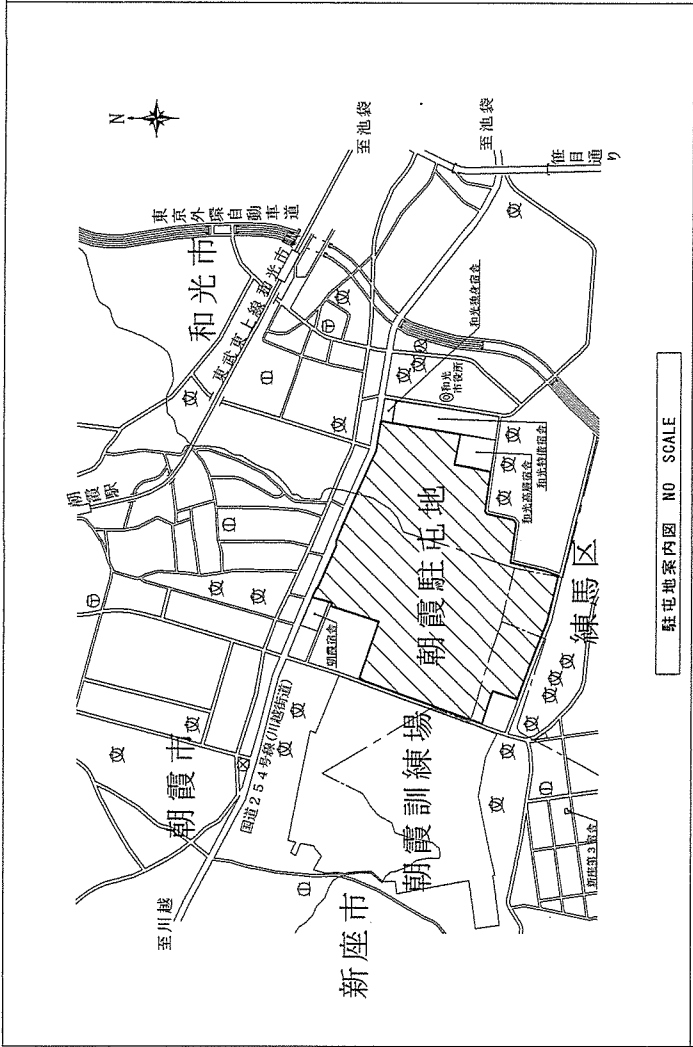 N
至池袋
至池袋
笹目通り
東京外環自動車道
和光市
東武東上線
和光市
朝霞駅
和光独身宿舎
和光市役所
和光特借宿舎
和光高層宿舎
朝霞駐屯地
朝霞宿舎
練馬区
朝霞市
国道254号線(川越街道)
朝霞訓練場
至川越
新座市
新座第3宿舎
駐屯地案内図 NO SCALE